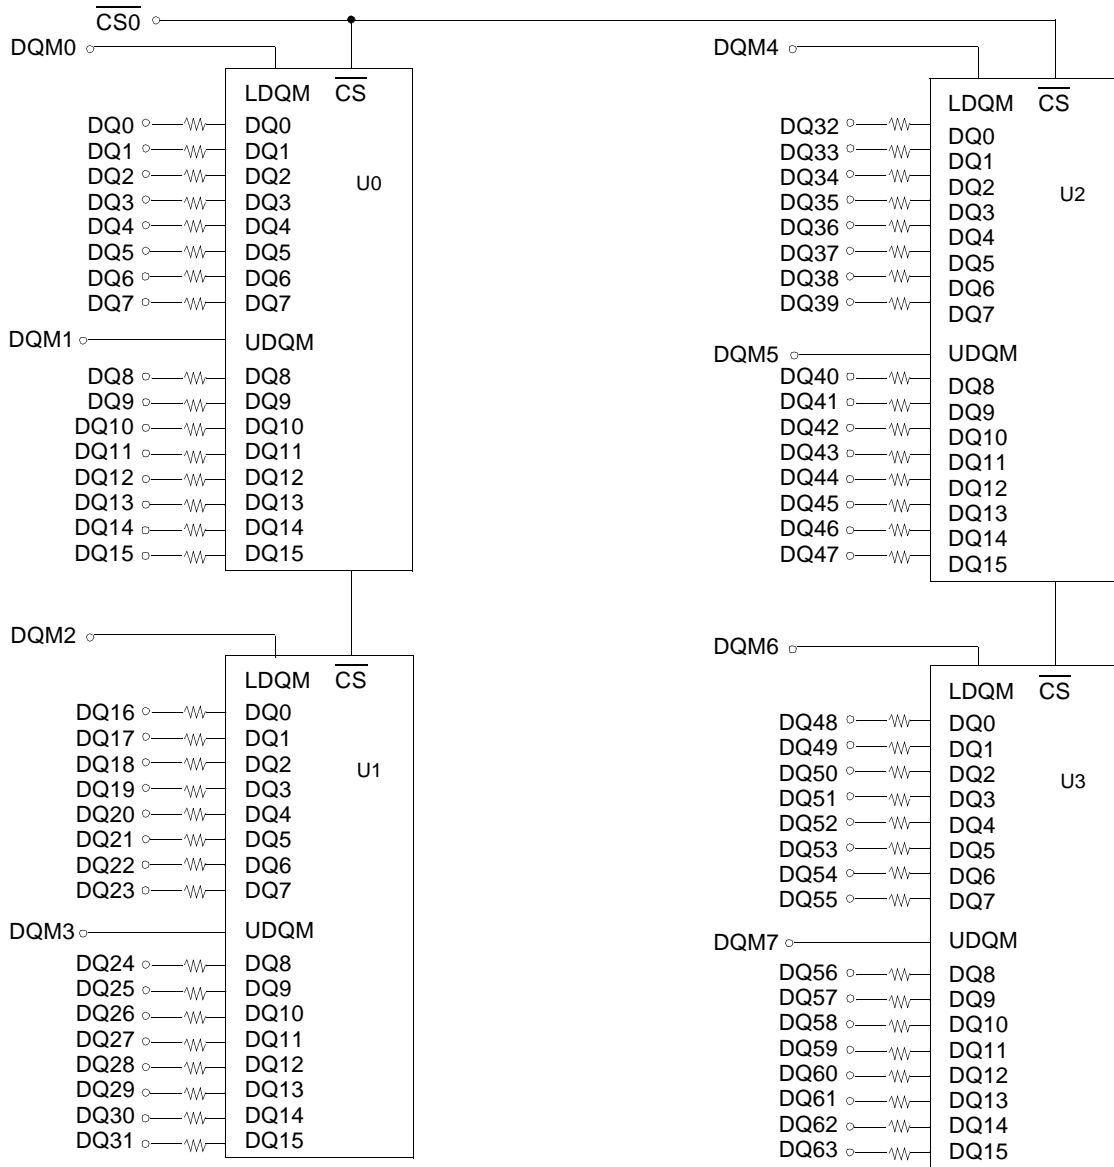 CS0
DQM0
LDQM CS
DQ0 DQ0
DQ1 DQ1
DQ2 DQ2
U0
DQ3 DQ3
DQ4 DQ4
DQ5 DQ5
DQ6 DQ6
DQ7 DQ7
DQM1 UDQM
DQ8 DQ8
DQ9 DQ9
DQ10 DQ10
DQ11 DQ11
DQ12 DQ12
DQ13 DQ13
DQ14 DQ14
DQ15 DQ15
DQM2
LDQM CS
DQ16 DQ0
DQ17 DQ1
DQ18 DQ2
U1
DQ19 DQ3
DQ20 DQ4
DQ21 DQ5
DQ22 DQ6
DQ23 DQ7
DQM3 UDQM
DQ24 DQ8
DQ25 DQ9
DQ26 DQ10
DQ27 DQ11
DQ28 DQ12
DQ29 DQ13
DQ30 DQ14
DQ31 DQ15
DQM4
LDQM CS
DQ32 DQ0
DQ33 DQ1
DQ34 DQ2
U2
DQ35 DQ3
DQ36 DQ4
DQ37 DQ5
DQ38 DQ6
DQ39 DQ7
DQM5 UDQM
DQ40 DQ8
DQ41 DQ9
DQ42 DQ10
DQ43 DQ11
DQ44 DQ12
DQ45 DQ13
DQ46 DQ14
DQ47 DQ15
DQM6
LDQM CS
DQ48 DQ0
DQ49 DQ1
DQ50 DQ2
U3
DQ51 DQ3
DQ52 DQ4
DQ53 DQ5
DQ54 DQ6
DQ55 DQ7
DQM7 UDQM
DQ56 DQ8
DQ57 DQ9
DQ58 DQ10
DQ59 DQ11
DQ60 DQ12
DQ61 DQ13
DQ62 DQ14
DQ63 DQ15